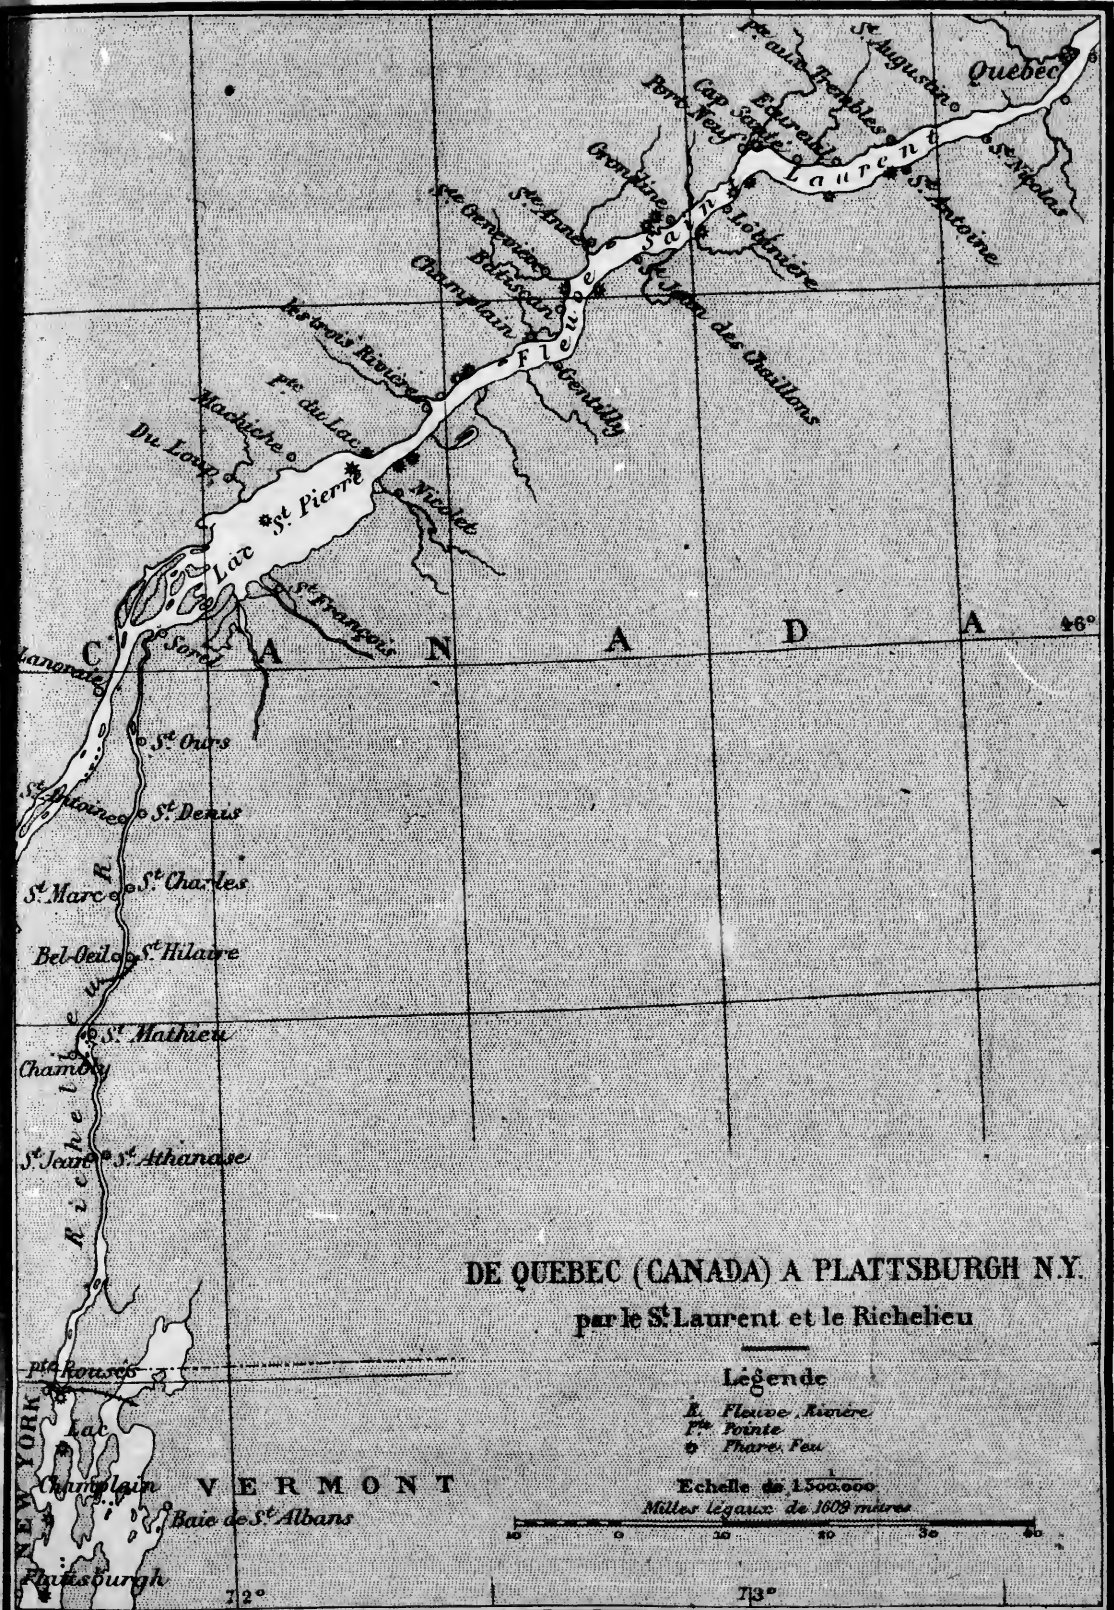 Québec
St. Augustin
Pte. aux Trembles
Ecureuil
Cap Santé
Port-Neuf
Grondine
Ste Anne
Ste Geneviève
Batiscan
Champlain
les trois Rivières
Pte. du Lac
Machiche
Du Loup
St. Nicolas
St. Antoine
Lotbinière
St. Jean des Chaillons
Gentilly
Nicolet
St. François
Sorel
Fleuve Saint Laurent
Lac St. Pierre
CANADA
46°
Lanoraie
St. Ours
St. Antoine
St. Denis
St. Marc
St. Charles
Bel-Oeil
St. Hilaire
St. Mathieu
Chambly
St. Jean
St. Athanase
R. Richelieu
DE QUEBEC (CANADA) A PLATTSBURGH N.Y.
par le St. Laurent et le Richelieu
Légende
R. Fleuve, Rivière
Pte. Pointe
Phare, Feu
Echelle de 1/1500.000
Milles légaux de 1609 mètres
10 0 10 20 30 40
Pte Rouses
NEW YORK
Lac Champlain
VERMONT
Baie de St. Albans
Plattsburgh
72°
73°